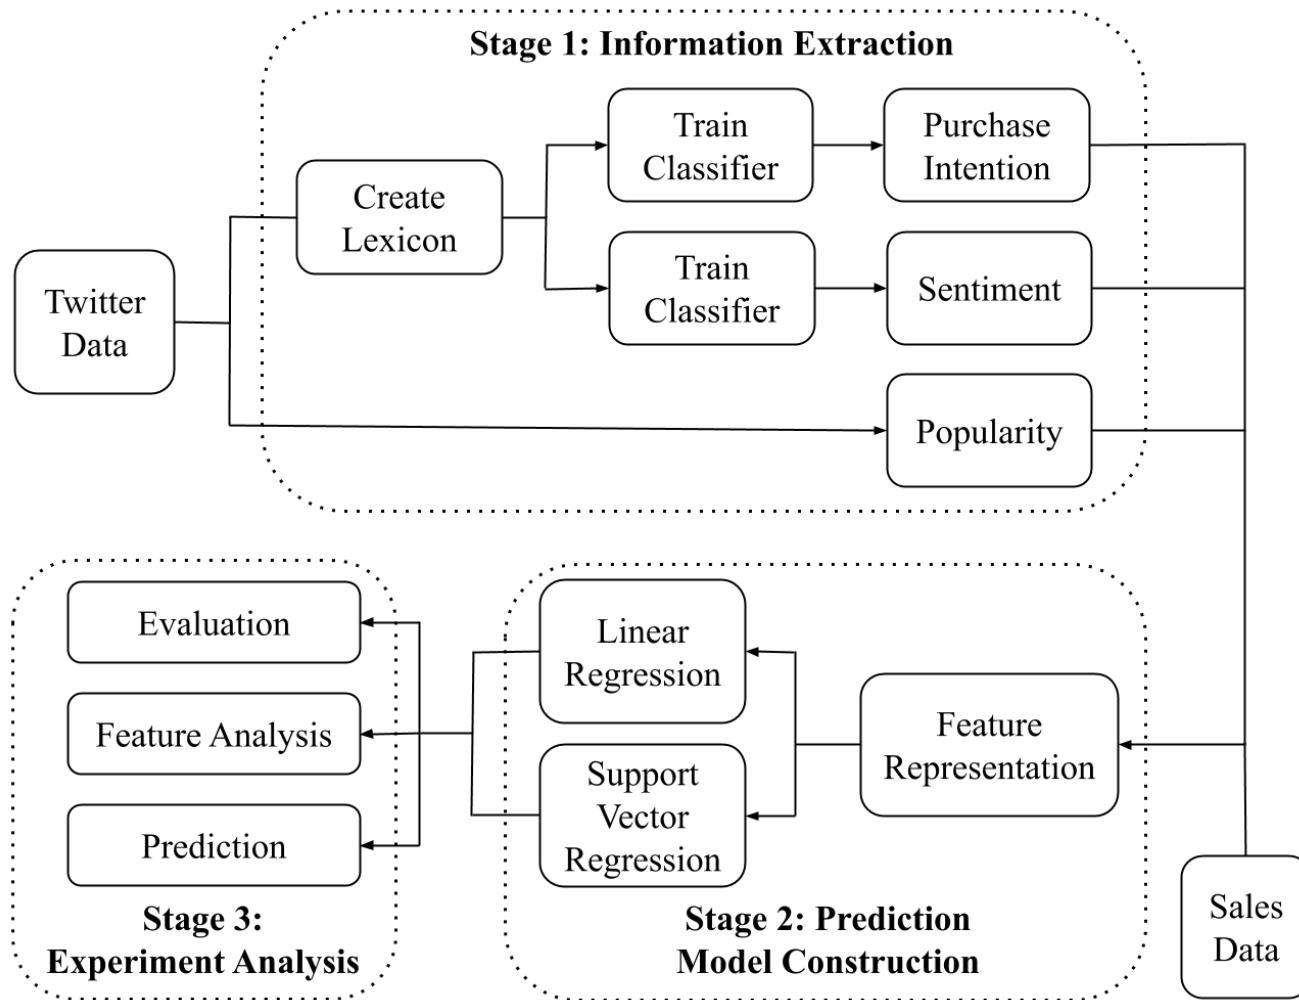 Stage 1: Information Extraction
Train
Classifier
Purchase
Intention
Create
Lexicon
Train
Classifier
Sentiment
Twitter
Data
Popularity
Evaluation
Feature Analysis
Prediction
Stage 3:
Experiment Analysis
Linear
Regression
Support
Vector
Regression
Feature
Representation
Stage 2: Prediction
Model Construction
Sales
Data